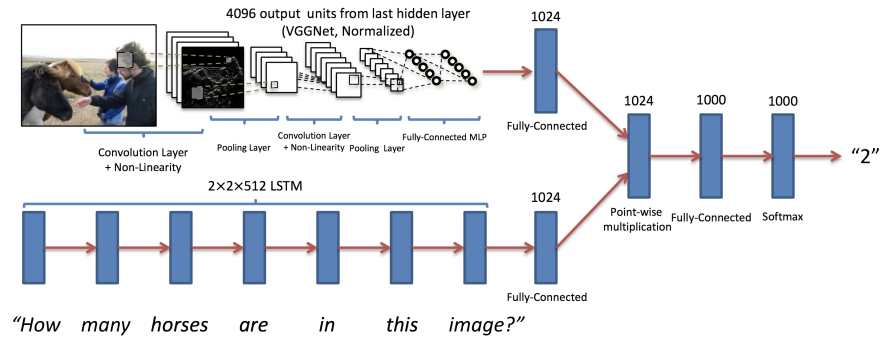 4096 output units from last hidden layer
(VGGNet, Normalized)
1024
Fully-Connected
Convolution Layer
+ Non-Linearity
Pooling Layer
Convolution Layer
+ Non-Linearity
Pooling Layer
Fully-Connected MLP
1024
Point-wise
multiplication
1000
Fully-Connected
1000
Softmax
“2”
2×2×512 LSTM
1024
Fully-Connected
“How many horses are in this image?”